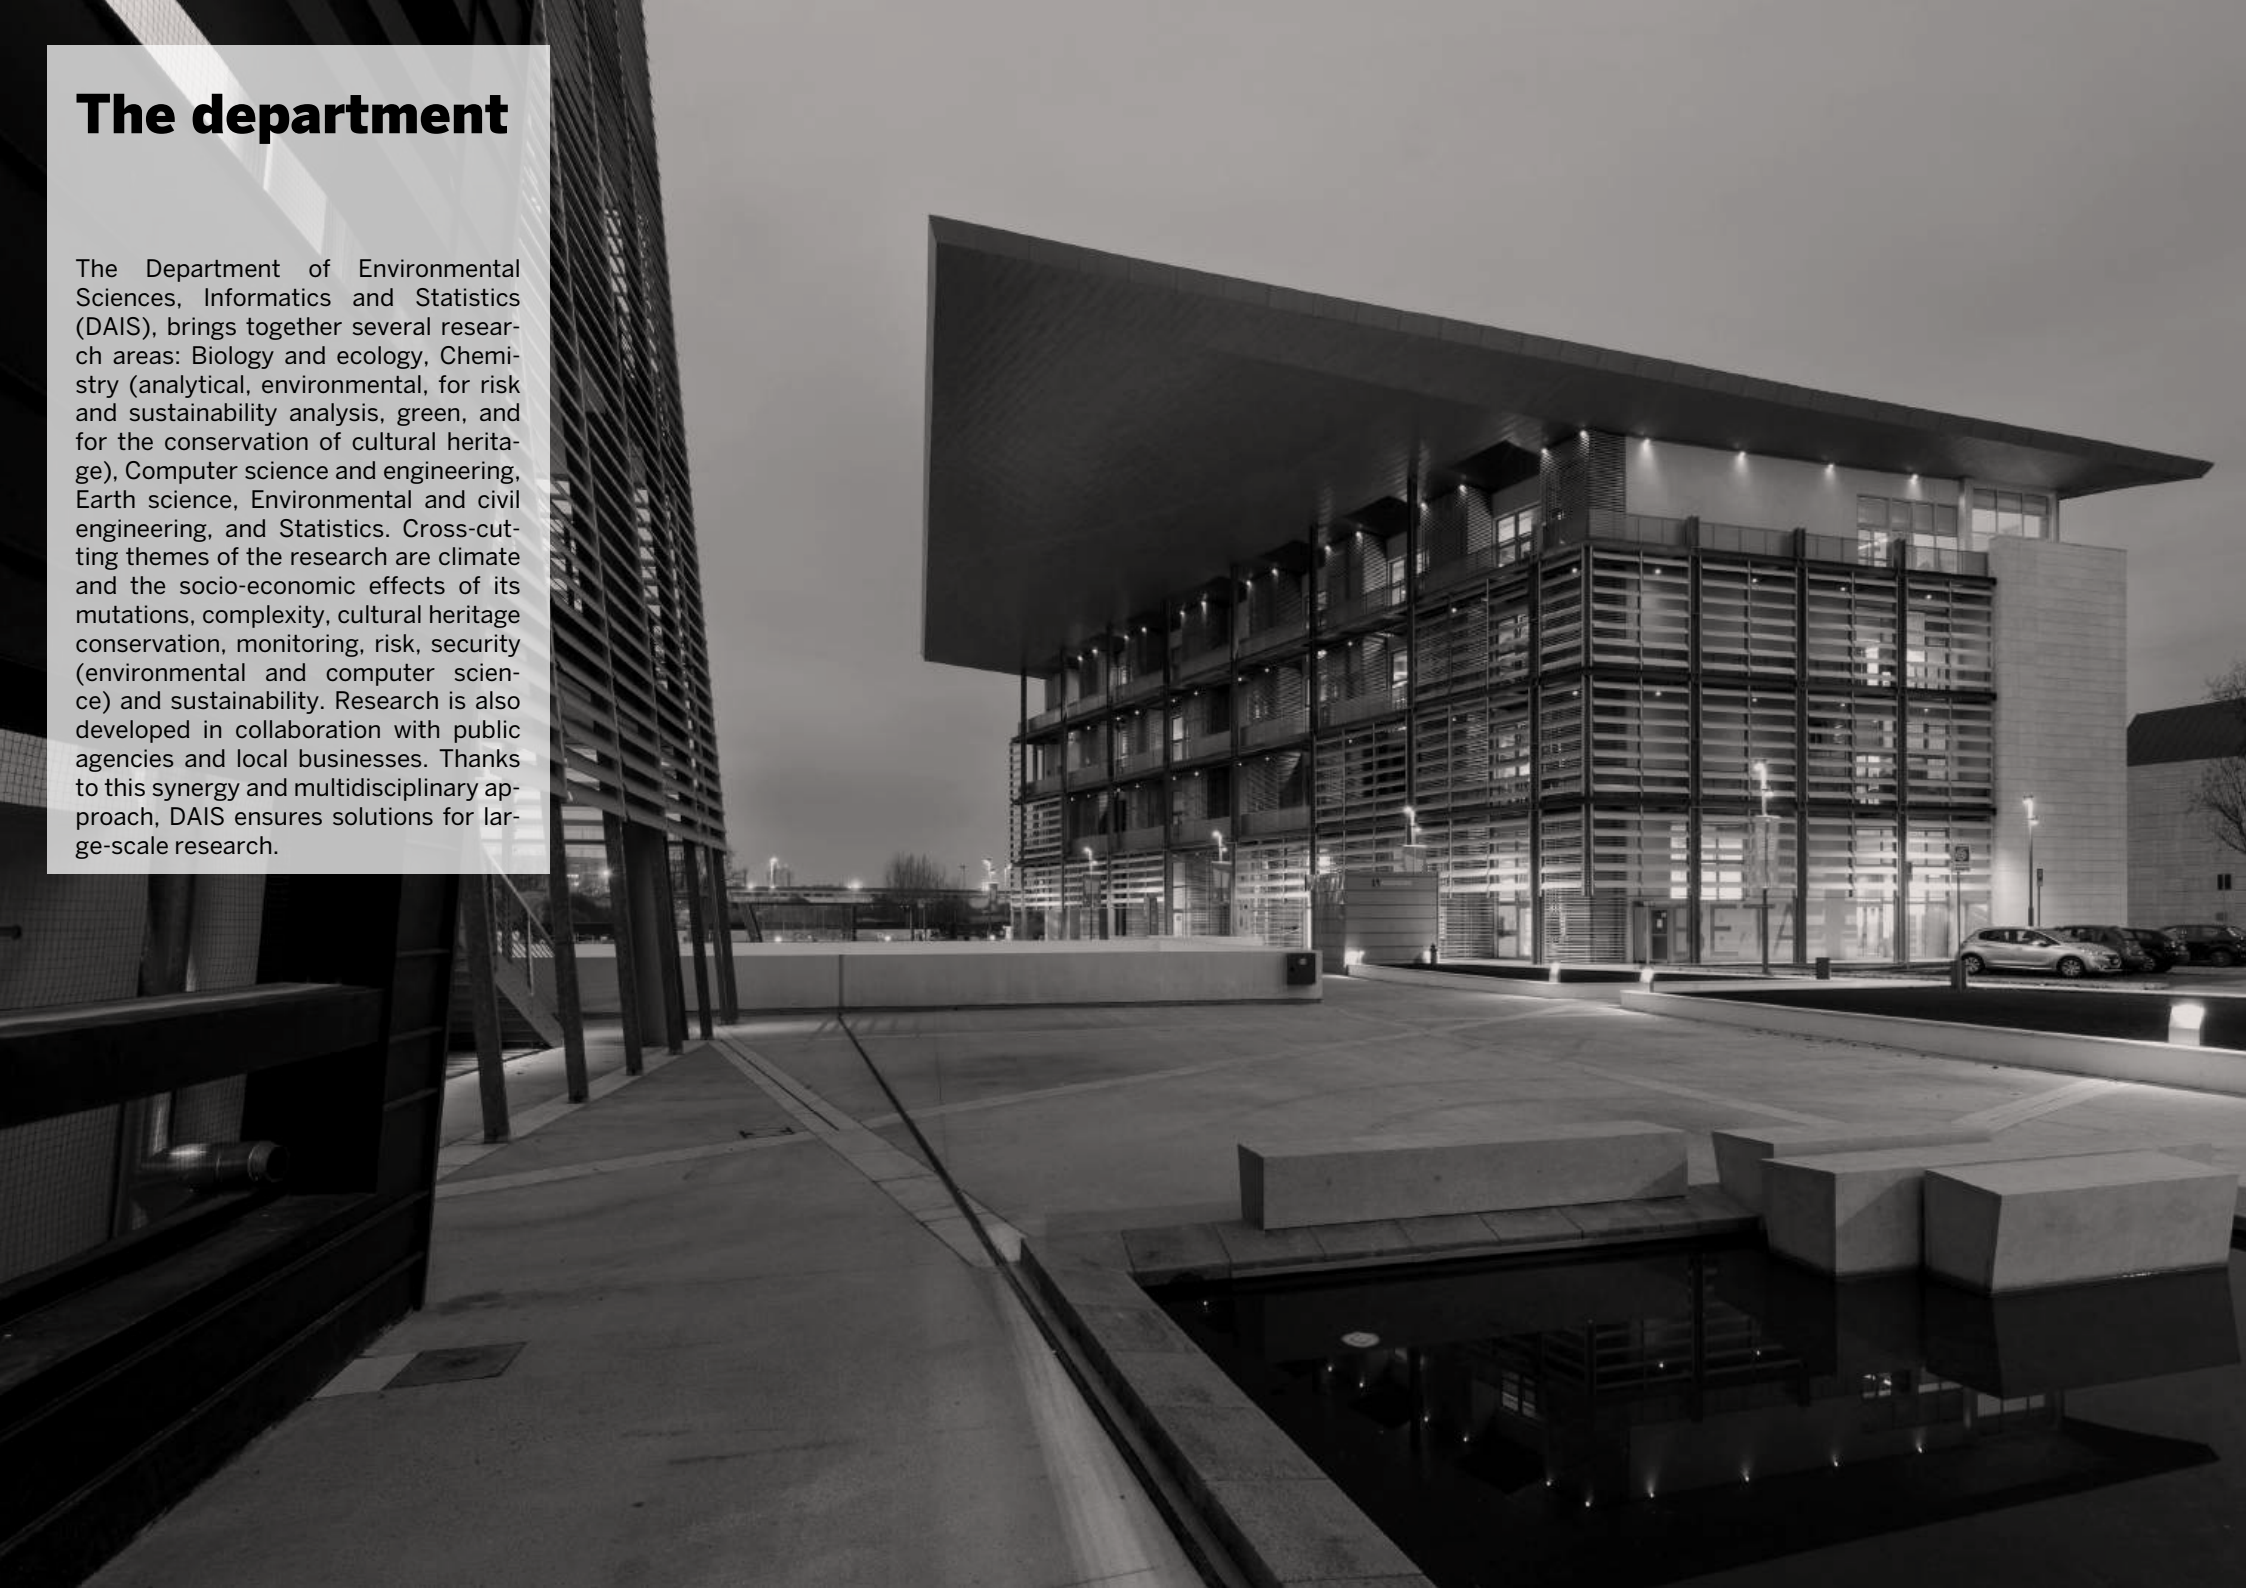 The department
The Department of Environmental
Sciences, Informatics and Statistics
(DAIS), brings together several resear-
ch areas: Biology and ecology, Chemi-
stry (analytical, environmental, for risk
and sustainability analysis, green, and
for the conservation of cultural herita-
ge), Computer science and engineering,
Earth science, Environmental and civil
engineering, and Statistics. Cross-cut-
ting themes of the research are climate
and the socio-economic effects of its
mutations, complexity, cultural heritage
conservation, monitoring, risk, security
(environmental and computer scien-
ce) and sustainability. Research is also
developed in collaboration with public
agencies and local businesses. Thanks
to this synergy and multidisciplinary ap-
proach, DAIS ensures solutions for lar-
ge-scale research.